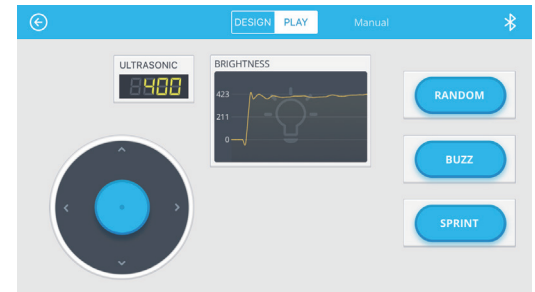 DESIGN PLAY Manual
ULTRASONIC
400
BRIGHTNESS
423
211
0
RANDOM
BUZZ
SPRINT